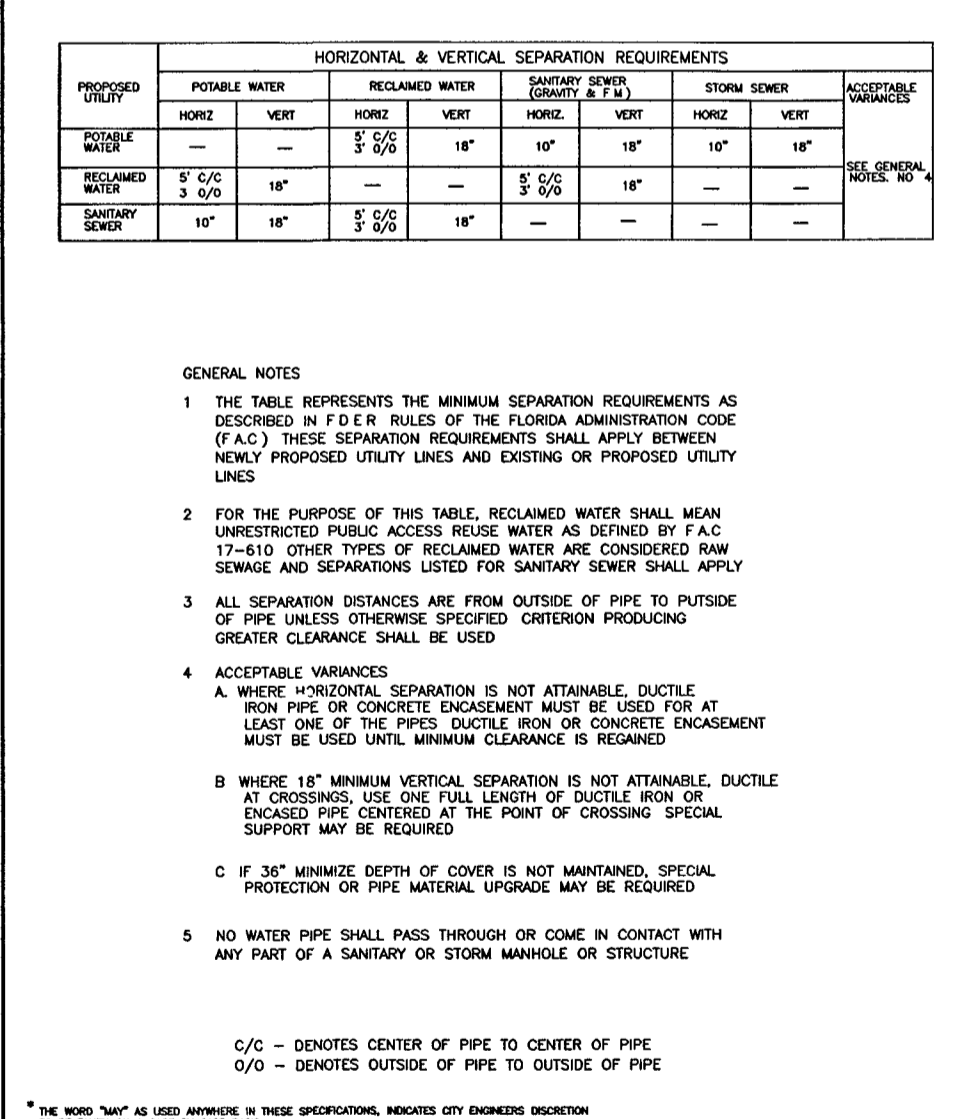 HORIZONTAL & VERTICAL SEPARATION REQUIREMENTS
PROPOSED UTILITY POTABLE WATER RECLAIMED WATER SANITARY SEWER (GRAVITY & F M) STORM SEWER ACCEPTABLE VARIANCES
HORIZ VERT HORIZ VERT HORIZ. VERT HORIZ VERT
POTABLE WATER — — 5' C/C 3' O/O 18" 10" 18" 10" 18"
RECLAIMED WATER 5' C/C 3 O/O 18" — — 5' C/C 3' O/O 18" — — SEE GENERAL NOTES. NO 4
SANITARY SEWER 10" 18" 5' C/C 3' O/O 18" — — — —
GENERAL NOTES
1 THE TABLE REPRESENTS THE MINIMUM SEPARATION REQUIREMENTS AS
DESCRIBED IN F D E R RULES OF THE FLORIDA ADMINISTRATION CODE
(F A.C) THESE SEPARATION REQUIREMENTS SHALL APPLY BETWEEN
NEWLY PROPOSED UTILITY LINES AND EXISTING OR PROPOSED UTILITY
LINES
2 FOR THE PURPOSE OF THIS TABLE, RECLAIMED WATER SHALL MEAN
UNRESTRICTED PUBLIC ACCESS REUSE WATER AS DEFINED BY F A.C
17-610 OTHER TYPES OF RECLAIMED WATER ARE CONSIDERED RAW
SEWAGE AND SEPARATIONS LISTED FOR SANITARY SEWER SHALL APPLY
3 ALL SEPARATION DISTANCES ARE FROM OUTSIDE OF PIPE TO PUTSIDE
OF PIPE UNLESS OTHERWISE SPECIFIED CRITERION PRODUCING
GREATER CLEARANCE SHALL BE USED
4 ACCEPTABLE VARIANCES
A. WHERE HORIZONTAL SEPARATION IS NOT ATTAINABLE, DUCTILE
IRON PIPE OR CONCRETE ENCASEMENT MUST BE USED FOR AT
LEAST ONE OF THE PIPES DUCTILE IRON OR CONCRETE ENCASEMENT
MUST BE USED UNTIL MINIMUM CLEARANCE IS REGAINED
B WHERE 18" MINIMUM VERTICAL SEPARATION IS NOT ATTAINABLE, DUCTILE
AT CROSSINGS, USE ONE FULL LENGTH OF DUCTILE IRON OR
ENCASED PIPE CENTERED AT THE POINT OF CROSSING SPECIAL
SUPPORT MAY BE REQUIRED
C IF 36" MINIMIZE DEPTH OF COVER IS NOT MAINTAINED, SPECIAL
PROTECTION OR PIPE MATERIAL UPGRADE MAY BE REQUIRED
5 NO WATER PIPE SHALL PASS THROUGH OR COME IN CONTACT WITH
ANY PART OF A SANITARY OR STORM MANHOLE OR STRUCTURE
C/C – DENOTES CENTER OF PIPE TO CENTER OF PIPE
O/O – DENOTES OUTSIDE OF PIPE TO OUTSIDE OF PIPE
* THE WORD "MAY" AS USED ANYWHERE IN THESE SPECIFICATIONS, INDICATES CITY ENGINEERS DISCRETION